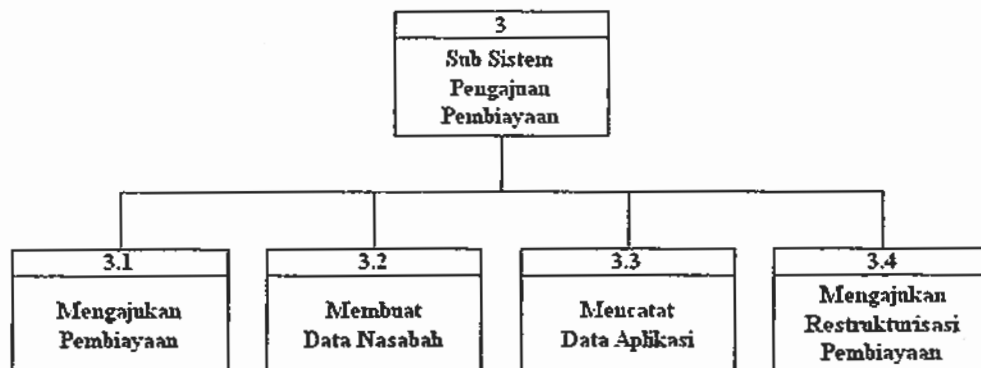 3
Sub Sistem
Pengajuan
Pembiayaan
3.1
Mengajukan
Pembiayaan
3.2
Membuat
Data Nasabah
3.3
Mencatat
Data Aplikasi
3.4
Mengajukan
Restrukturisasi
Pembiayaan